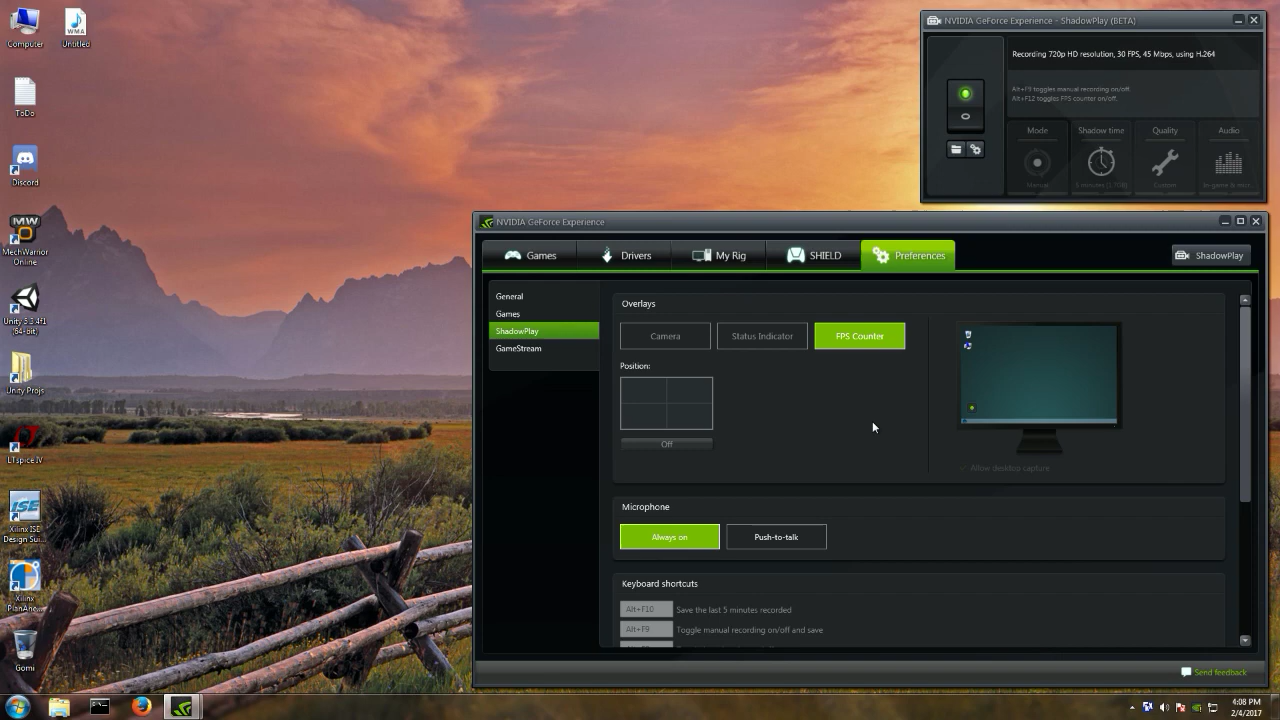 Computer
Untitled
ToDo
Discord
MechWarrior
Online
Unity 5.3.4f1
(64-bit)
Unity Projs
LTspice IV
Xilinx ISE
Design Sui...
Xilinx
PlanAhe...
Gomi
NVIDIA GeForce Experience - ShadowPlay (BETA)
Recording 720p HD resolution, 30 FPS, 45 Mbps, using H.264
Alt+F9 toggles manual recording on/off.
Alt+F12 toggles FPS counter on/off.
Mode
Shadow time
Quality
Audio
Manual
Custom
NVIDIA GeForce Experience
Games
Drivers
My Rig
SHIELD
Preferences
ShadowPlay
General
Games
ShadowPlay
GameStream
Overlays
Camera
Status Indicator
FPS Counter
Position:
Off
Allow desktop capture
Microphone
Always on
Push-to-talk
Keyboard shortcuts
Alt+F10 Save the last 5 minutes recorded
Alt+F9 Toggle manual recording on/off and save
Send feedback
4:08 PM
2/4/2017